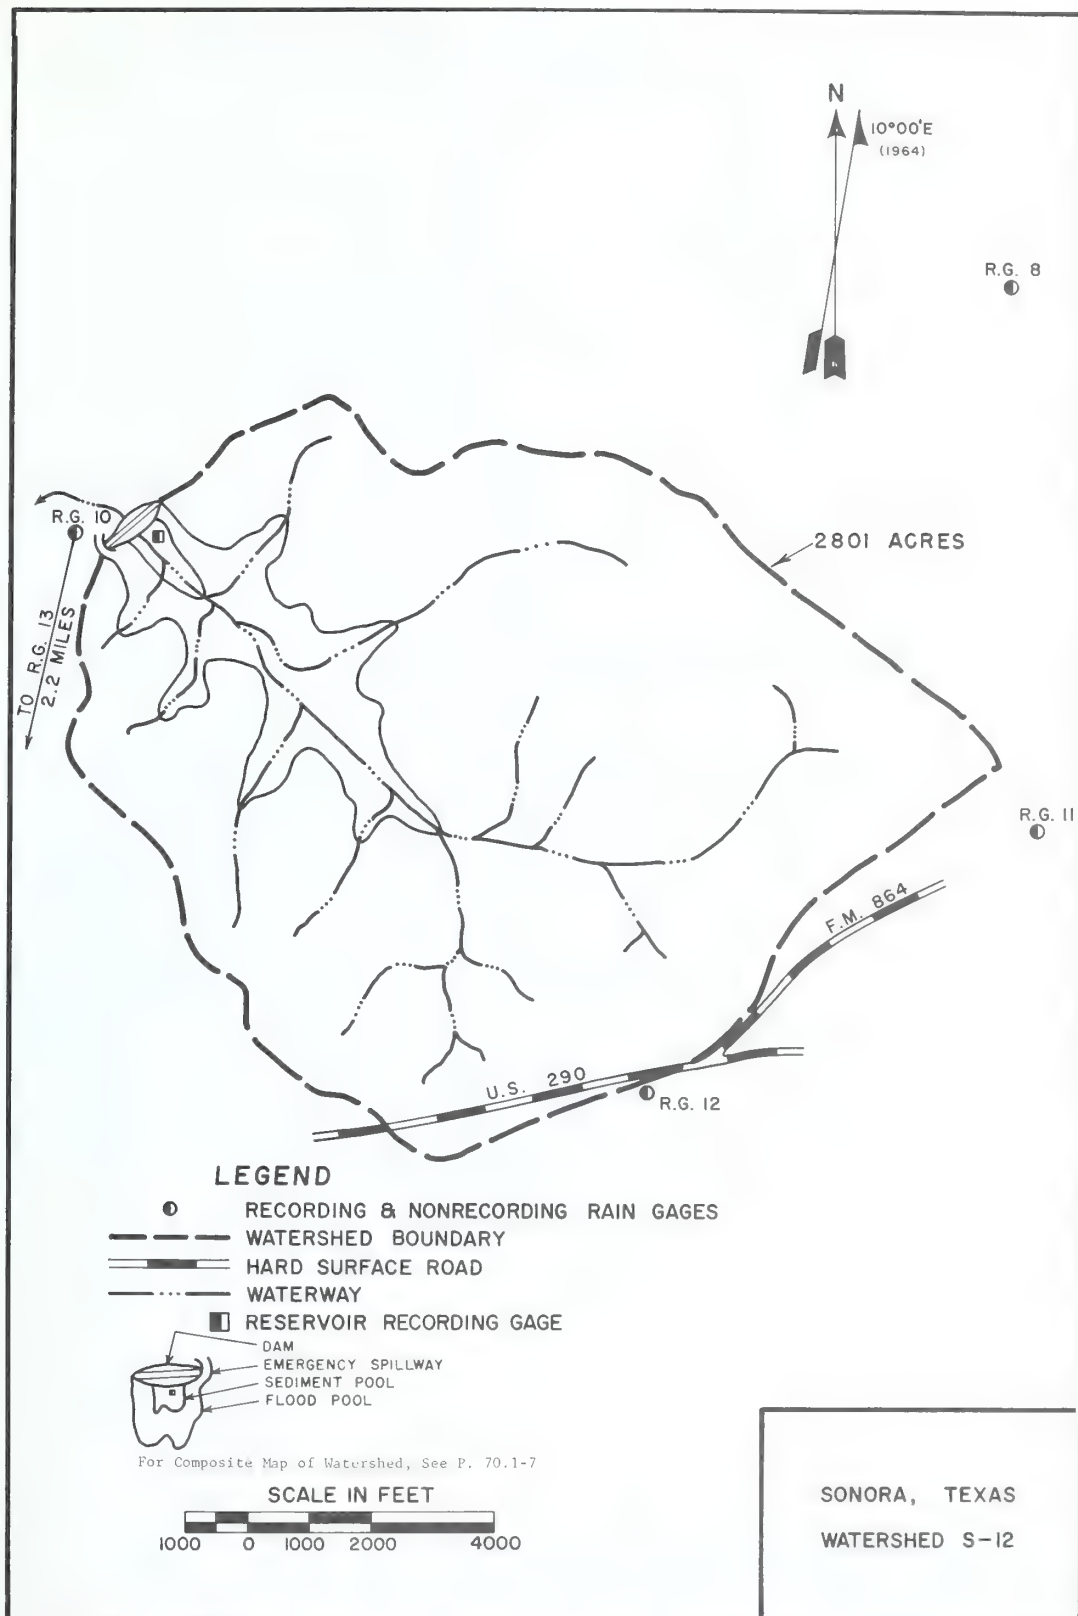 N
10°00'E
(1964)
R.G. 8
R.G. 10
2801 ACRES
TO R.G. 13
2.2 MILES
R.G. 11
F.M. 864
U.S. 290
R.G. 12
LEGEND
RECORDING & NONRECORDING RAIN GAGES
WATERSHED BOUNDARY
HARD SURFACE ROAD
WATERWAY
RESERVOIR RECORDING GAGE
DAM
EMERGENCY SPILLWAY
SEDIMENT POOL
FLOOD POOL
For Composite Map of Watershed, See P. 70.1-7
SCALE IN FEET
1000 0 1000 2000 4000
SONORA, TEXAS
WATERSHED S-12